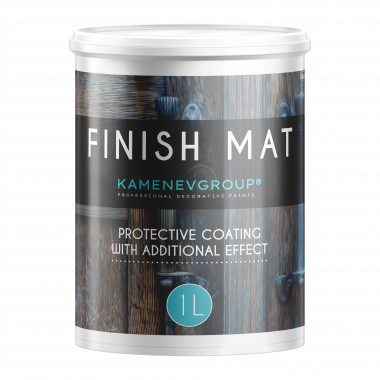 FINISH MAT
KAMENEVGROUP®
PROFESSIONAL DECORATIVE PAINTS
PROTECTIVE COATING
WITH ADDITIONAL EFFECT
1L